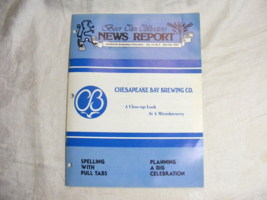 Beer Can Collectors
NEWS REPORT
CB
CHESAPEAKE BAY BREWING CO.
A Close-up Look
At A Microbrewery
SPELLING
WITH
PULL TABS
PLANNING
A BIG
CELEBRATION